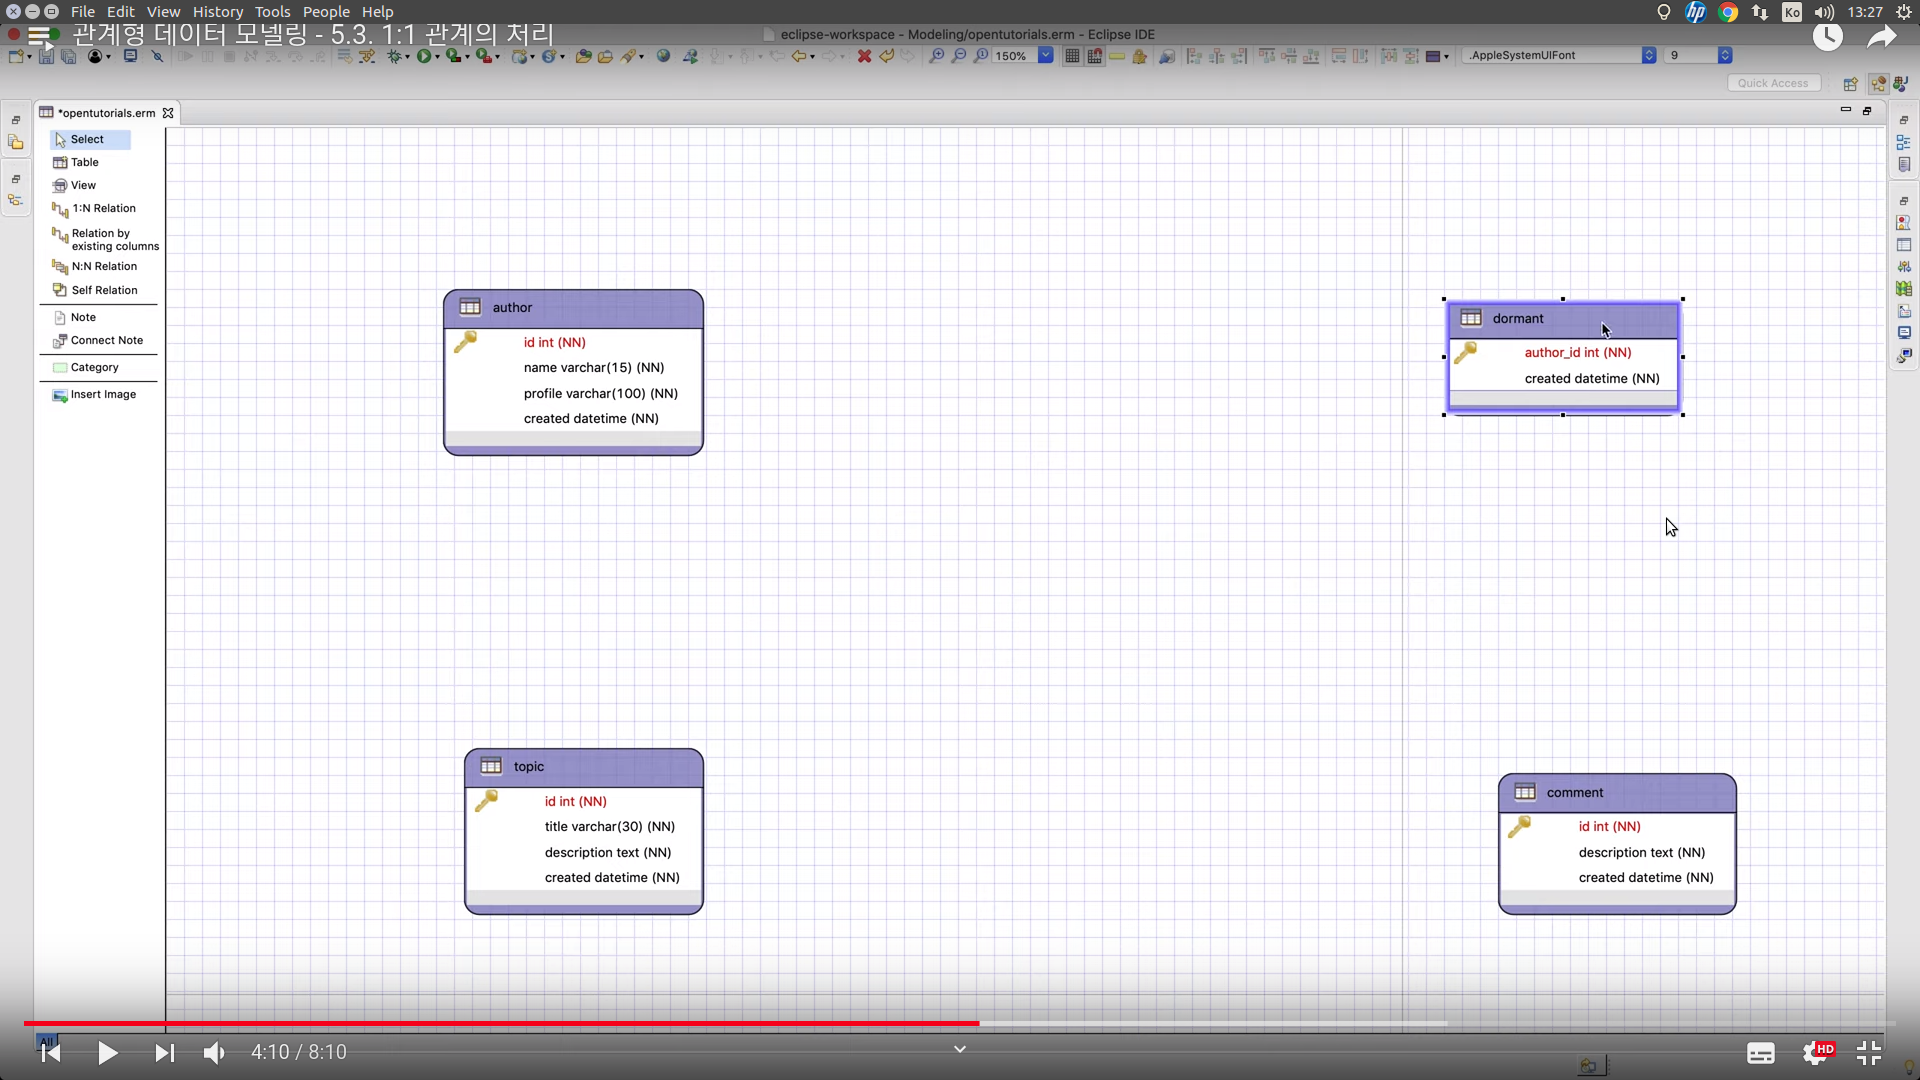 File Edit View History Tools People Help
Ko
13:27
관계형 데이터 모델링 - 5.3. 1:1 관계의 처리
eclipse-workspace - Modeling/opentutorials.erm - Eclipse IDE
150%
.AppleSystemUIFont
9
Quick Access
*opentutorials.erm
Select
Table
View
1:N Relation
Relation by
existing columns
N:N Relation
Self Relation
Note
Connect Note
Category
Insert Image
author
id int (NN)
name varchar(15) (NN)
profile varchar(100) (NN)
created datetime (NN)
dormant
author_id int (NN)
created datetime (NN)
topic
id int (NN)
title varchar(30) (NN)
description text (NN)
created datetime (NN)
comment
id int (NN)
description text (NN)
created datetime (NN)
All
4:10 / 8:10
HD